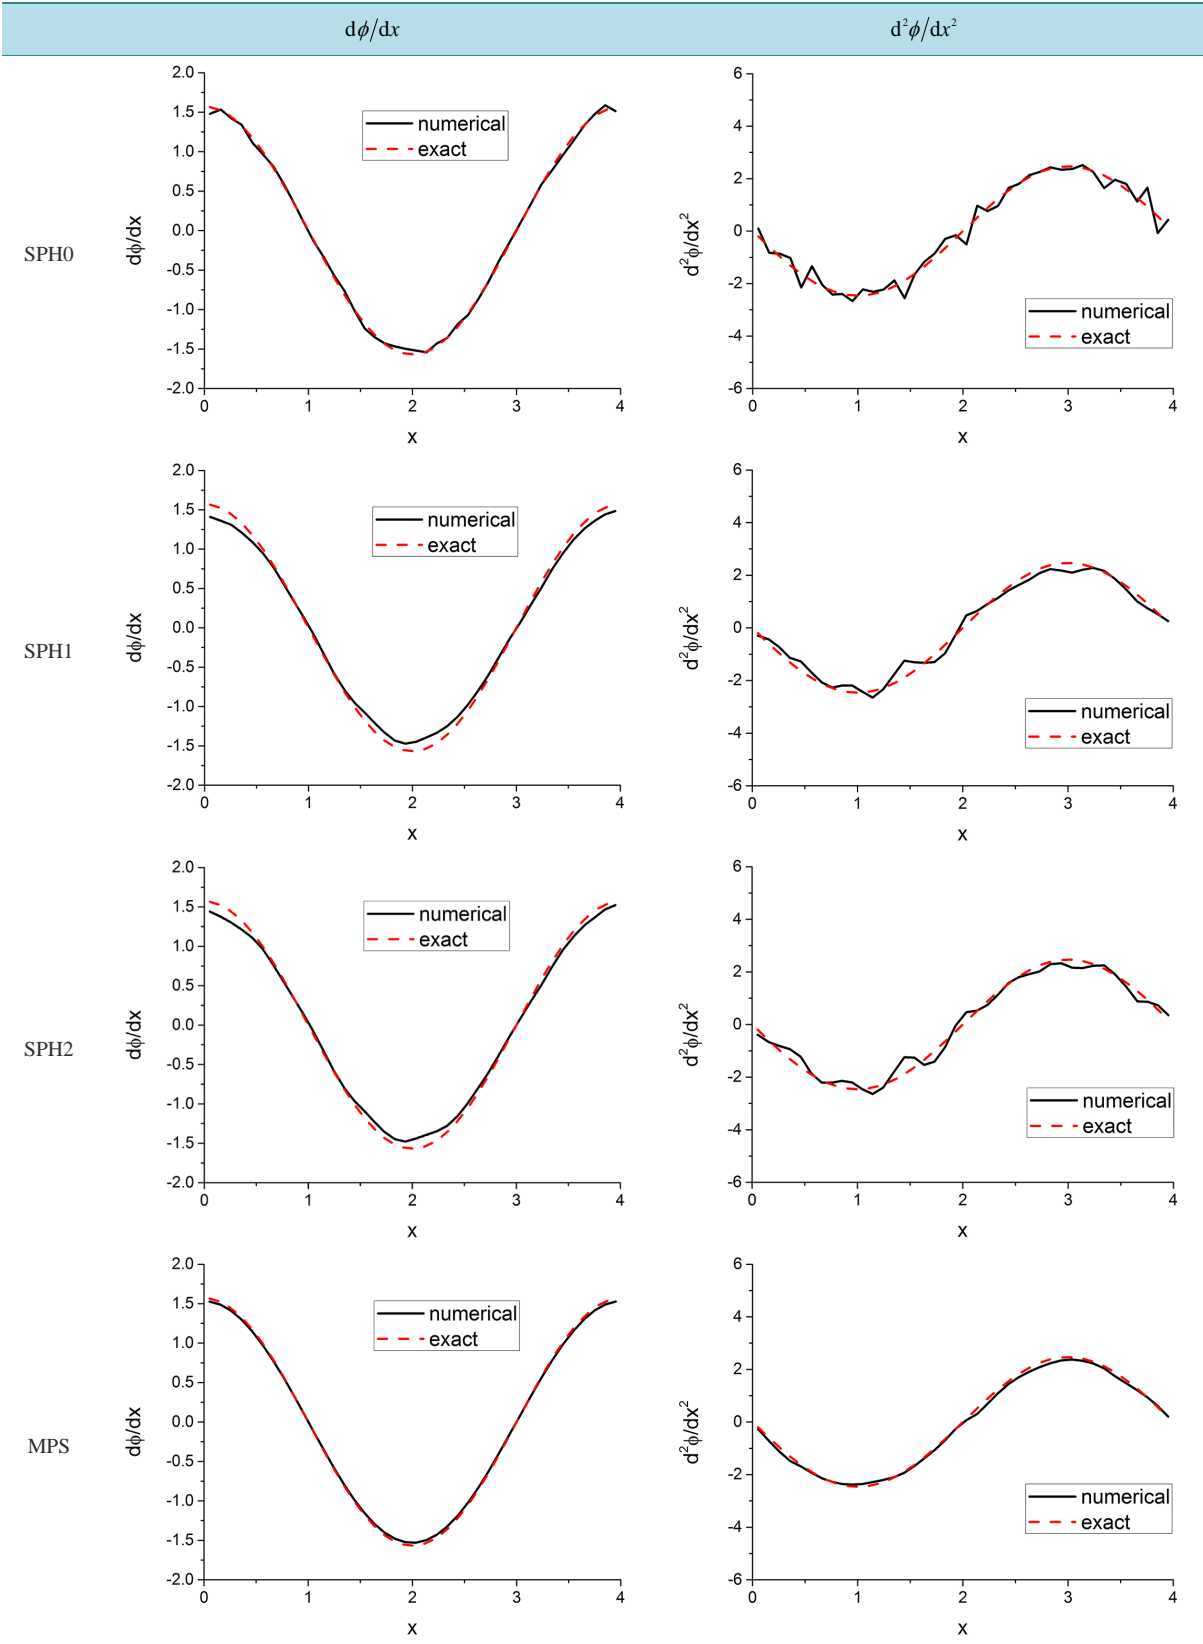 dϕ/dx d²ϕ/dx²
SPH0
2.0
1.5
1.0
0.5
0.0
-0.5
-1.0
-1.5
-2.0
0 1 2 3 4
dϕ/dx
x
numerical
exact
6
4
2
0
-2
-4
-6
0 1 2 3 4
d²ϕ/dx²
x
numerical
exact
SPH1
2.0
1.5
1.0
0.5
0.0
-0.5
-1.0
-1.5
-2.0
0 1 2 3 4
dϕ/dx
x
numerical
exact
6
4
2
0
-2
-4
-6
0 1 2 3 4
d²ϕ/dx²
x
numerical
exact
SPH2
2.0
1.5
1.0
0.5
0.0
-0.5
-1.0
-1.5
-2.0
0 1 2 3 4
dϕ/dx
x
numerical
exact
6
4
2
0
-2
-4
-6
0 1 2 3 4
d²ϕ/dx²
x
numerical
exact
MPS
2.0
1.5
1.0
0.5
0.0
-0.5
-1.0
-1.5
-2.0
0 1 2 3 4
dϕ/dx
x
numerical
exact
6
4
2
0
-2
-4
-6
0 1 2 3 4
d²ϕ/dx²
x
numerical
exact